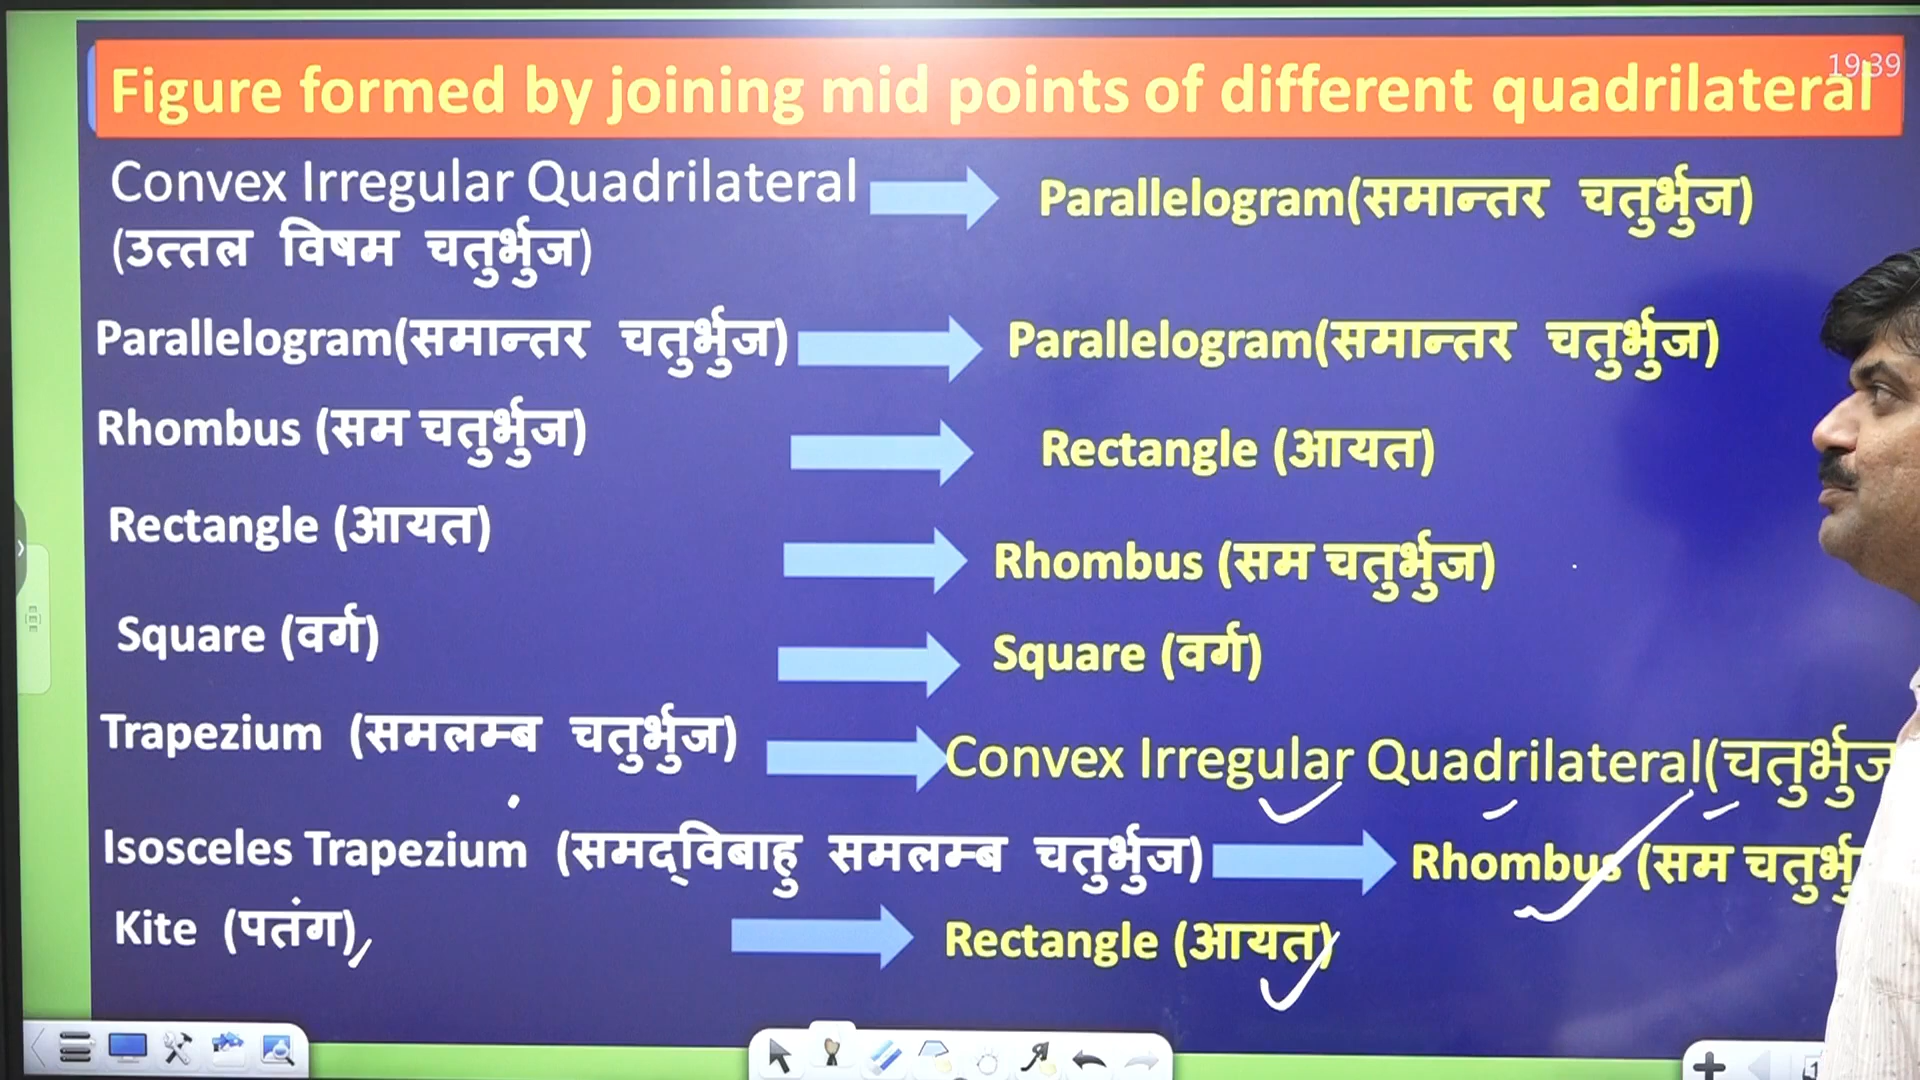 19:39
Figure formed by joining mid points of different quadrilateral
Convex Irregular Quadrilateral Parallelogram(समान्तर चतुर्भुज)
(उत्तल विषम चतुर्भुज)
Parallelogram(समान्तर चतुर्भुज) Parallelogram(समान्तर चतुर्भुज)
Rhombus (सम चतुर्भुज) Rectangle (आयत)
Rectangle (आयत) Rhombus (सम चतुर्भुज)
Square (वर्ग) Square (वर्ग)
Trapezium (समलम्ब चतुर्भुज) Convex Irregular Quadrilateral(चतुर्भुज
Isosceles Trapezium (समद्विबाहु समलम्ब चतुर्भुज) Rhombus (सम चतुर्भु
Kite (पतंग) Rectangle (आयत)